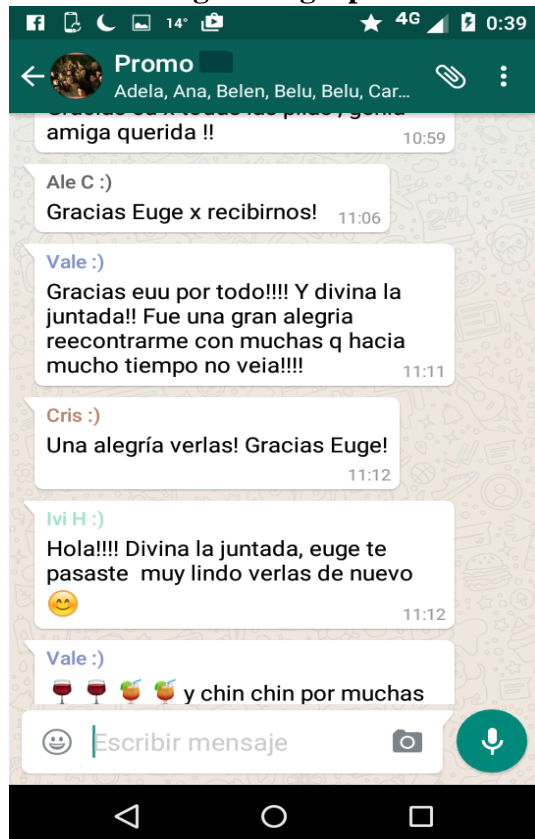 14° 4G 0:39
Promo
Adela, Ana, Belen, Belu, Belu, Car...
amiga querida !! 10:59
Ale C :)
Gracias Euge x recibirnos! 11:06
Vale :)
Gracias euu por todo!!!! Y divina la
juntada!! Fue una gran alegria
reecontrarme con muchas q hacia
mucho tiempo no veia!!!! 11:11
Cris :)
Una alegría verlas! Gracias Euge!
11:12
Ivi H :)
Hola!!!! Divina la juntada, euge te
pasaste muy lindo verlas de nuevo
😊 11:12
Vale :)
🍷 🍷 🍹 🍹 y chin chin por muchas
Escribir mensaje